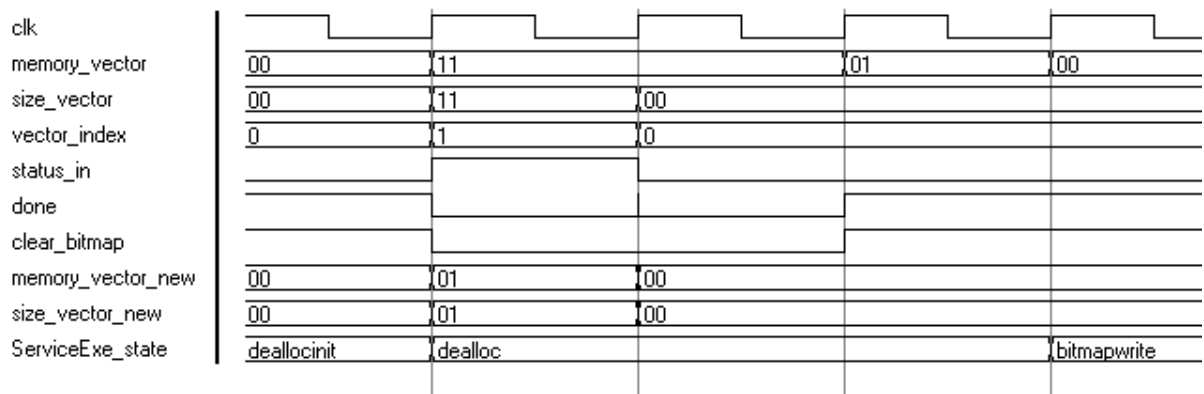 clk
memory_vector 00 11 01 00
size_vector 00 11 00
vector_index 0 1 0
status_in
done
clear_bitmap
memory_vector_new 00 01 00
size_vector_new 00 01 00
ServiceExe_state deallocinit dealloc bitmapwrite